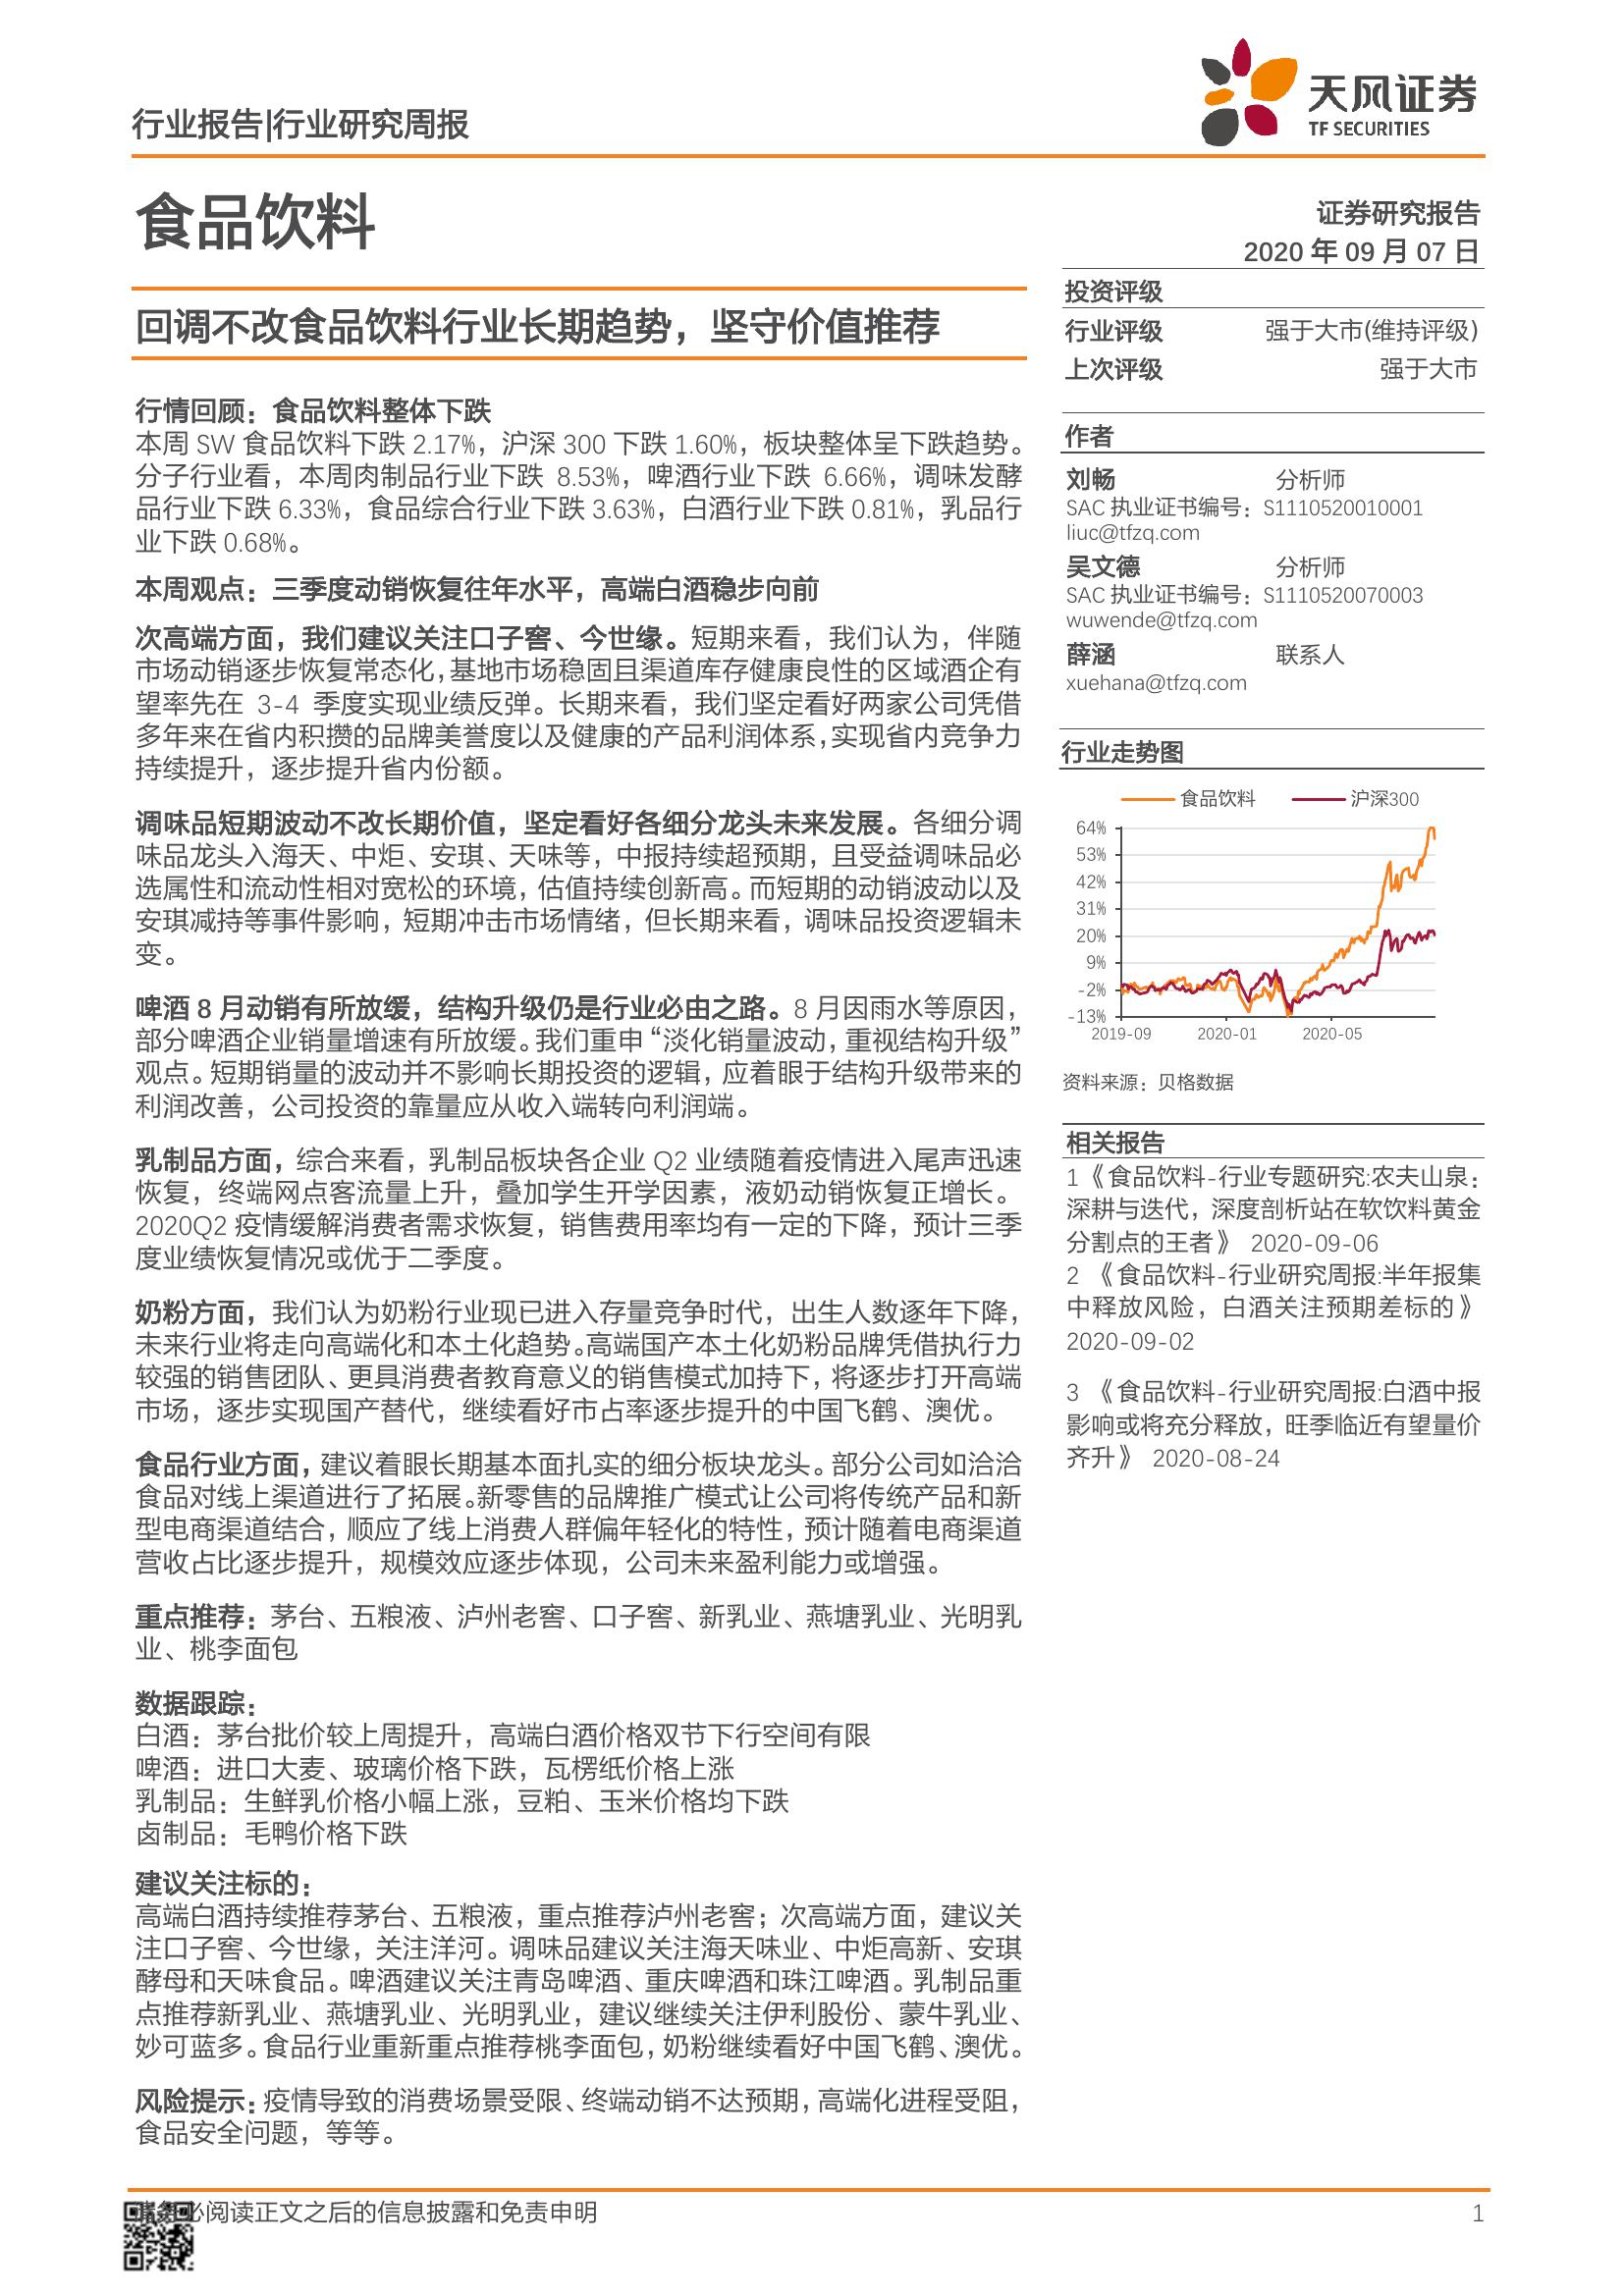 行业报告|行业研究周报
天风证券
TF SECURITIES
食品饮料
证券研究报告
2020 年 09 月 07 日
回调不改食品饮料行业长期趋势，坚守价值推荐
行情回顾：食品饮料整体下跌
本周 SW 食品饮料下跌 2.17%，沪深 300 下跌 1.60%，板块整体呈下跌趋势。
分子行业看，本周肉制品行业下跌 8.53%，啤酒行业下跌 6.66%，调味发酵
品行业下跌 6.33%，食品综合行业下跌 3.63%，白酒行业下跌 0.81%，乳品行
业下跌 0.68%。
本周观点：三季度动销恢复往年水平，高端白酒稳步向前
次高端方面，我们建议关注口子窖、今世缘。短期来看，我们认为，伴随
市场动销逐步恢复常态化，基地市场稳固且渠道库存健康良性的区域酒企有
望率先在 3-4 季度实现业绩反弹。长期来看，我们坚定看好两家公司凭借
多年来在省内积攒的品牌美誉度以及健康的产品利润体系，实现省内竞争力
持续提升，逐步提升省内份额。
调味品短期波动不改长期价值，坚定看好各细分龙头未来发展。各细分调
味品龙头入海天、中炬、安琪、天味等，中报持续超预期，且受益调味品必
选属性和流动性相对宽松的环境，估值持续创新高。而短期的动销波动以及
安琪减持等事件影响，短期冲击市场情绪，但长期来看，调味品投资逻辑未
变。
啤酒 8 月动销有所放缓，结构升级仍是行业必由之路。8 月因雨水等原因，
部分啤酒企业销量增速有所放缓。我们重申“淡化销量波动，重视结构升级”
观点。短期销量的波动并不影响长期投资的逻辑，应着眼于结构升级带来的
利润改善，公司投资的靠量应从收入端转向利润端。
乳制品方面，综合来看，乳制品板块各企业 Q2 业绩随着疫情进入尾声迅速
恢复，终端网点客流量上升，叠加学生开学因素，液奶动销恢复正增长。
2020Q2 疫情缓解消费者需求恢复，销售费用率均有一定的下降，预计三季
度业绩恢复情况或优于二季度。
奶粉方面，我们认为奶粉行业现已进入存量竞争时代，出生人数逐年下降，
未来行业将走向高端化和本土化趋势。高端国产本土化奶粉品牌凭借执行力
较强的销售团队、更具消费者教育意义的销售模式加持下，将逐步打开高端
市场，逐步实现国产替代，继续看好市占率逐步提升的中国飞鹤、澳优。
食品行业方面，建议着眼长期基本面扎实的细分板块龙头。部分公司如洽洽
食品对线上渠道进行了拓展。新零售的品牌推广模式让公司将传统产品和新
型电商渠道结合，顺应了线上消费人群偏年轻化的特性，预计随着电商渠道
营收占比逐步提升，规模效应逐步体现，公司未来盈利能力或增强。
重点推荐：茅台、五粮液、泸州老窖、口子窖、新乳业、燕塘乳业、光明乳
业、桃李面包
数据跟踪：
白酒：茅台批价较上周提升，高端白酒价格双节下行空间有限
啤酒：进口大麦、玻璃价格下跌，瓦楞纸价格上涨
乳制品：生鲜乳价格小幅上涨，豆粕、玉米价格均下跌
卤制品：毛鸭价格下跌
建议关注标的：
高端白酒持续推荐茅台、五粮液，重点推荐泸州老窖；次高端方面，建议关
注口子窖、今世缘，关注洋河。调味品建议关注海天味业、中炬高新、安琪
酵母和天味食品。啤酒建议关注青岛啤酒、重庆啤酒和珠江啤酒。乳制品重
点推荐新乳业、燕塘乳业、光明乳业，建议继续关注伊利股份、蒙牛乳业、
妙可蓝多。食品行业重新重点推荐桃李面包，奶粉继续看好中国飞鹤、澳优。
风险提示：疫情导致的消费场景受限、终端动销不达预期，高端化进程受阻，
食品安全问题，等等。
投资评级
行业评级 强于大市(维持评级)
上次评级 强于大市
作者
刘畅 分析师
SAC 执业证书编号：S1110520010001
liuc@tfzq.com
吴文德 分析师
SAC 执业证书编号：S1110520070003
wuwende@tfzq.com
薛涵 联系人
xuehana@tfzq.com
行业走势图
食品饮料 沪深300
64%
53%
42%
31%
20%
9%
-2%
-13%
2019-09 2020-01 2020-05
资料来源：贝格数据
相关报告
1《食品饮料-行业专题研究:农夫山泉：
深耕与迭代，深度剖析站在软饮料黄金
分割点的王者》 2020-09-06
2 《食品饮料-行业研究周报:半年报集
中释放风险，白酒关注预期差标的》
2020-09-02
3 《食品饮料-行业研究周报:白酒中报
影响或将充分释放，旺季临近有望量价
齐升》 2020-08-24
请务必阅读正文之后的信息披露和免责申明 1